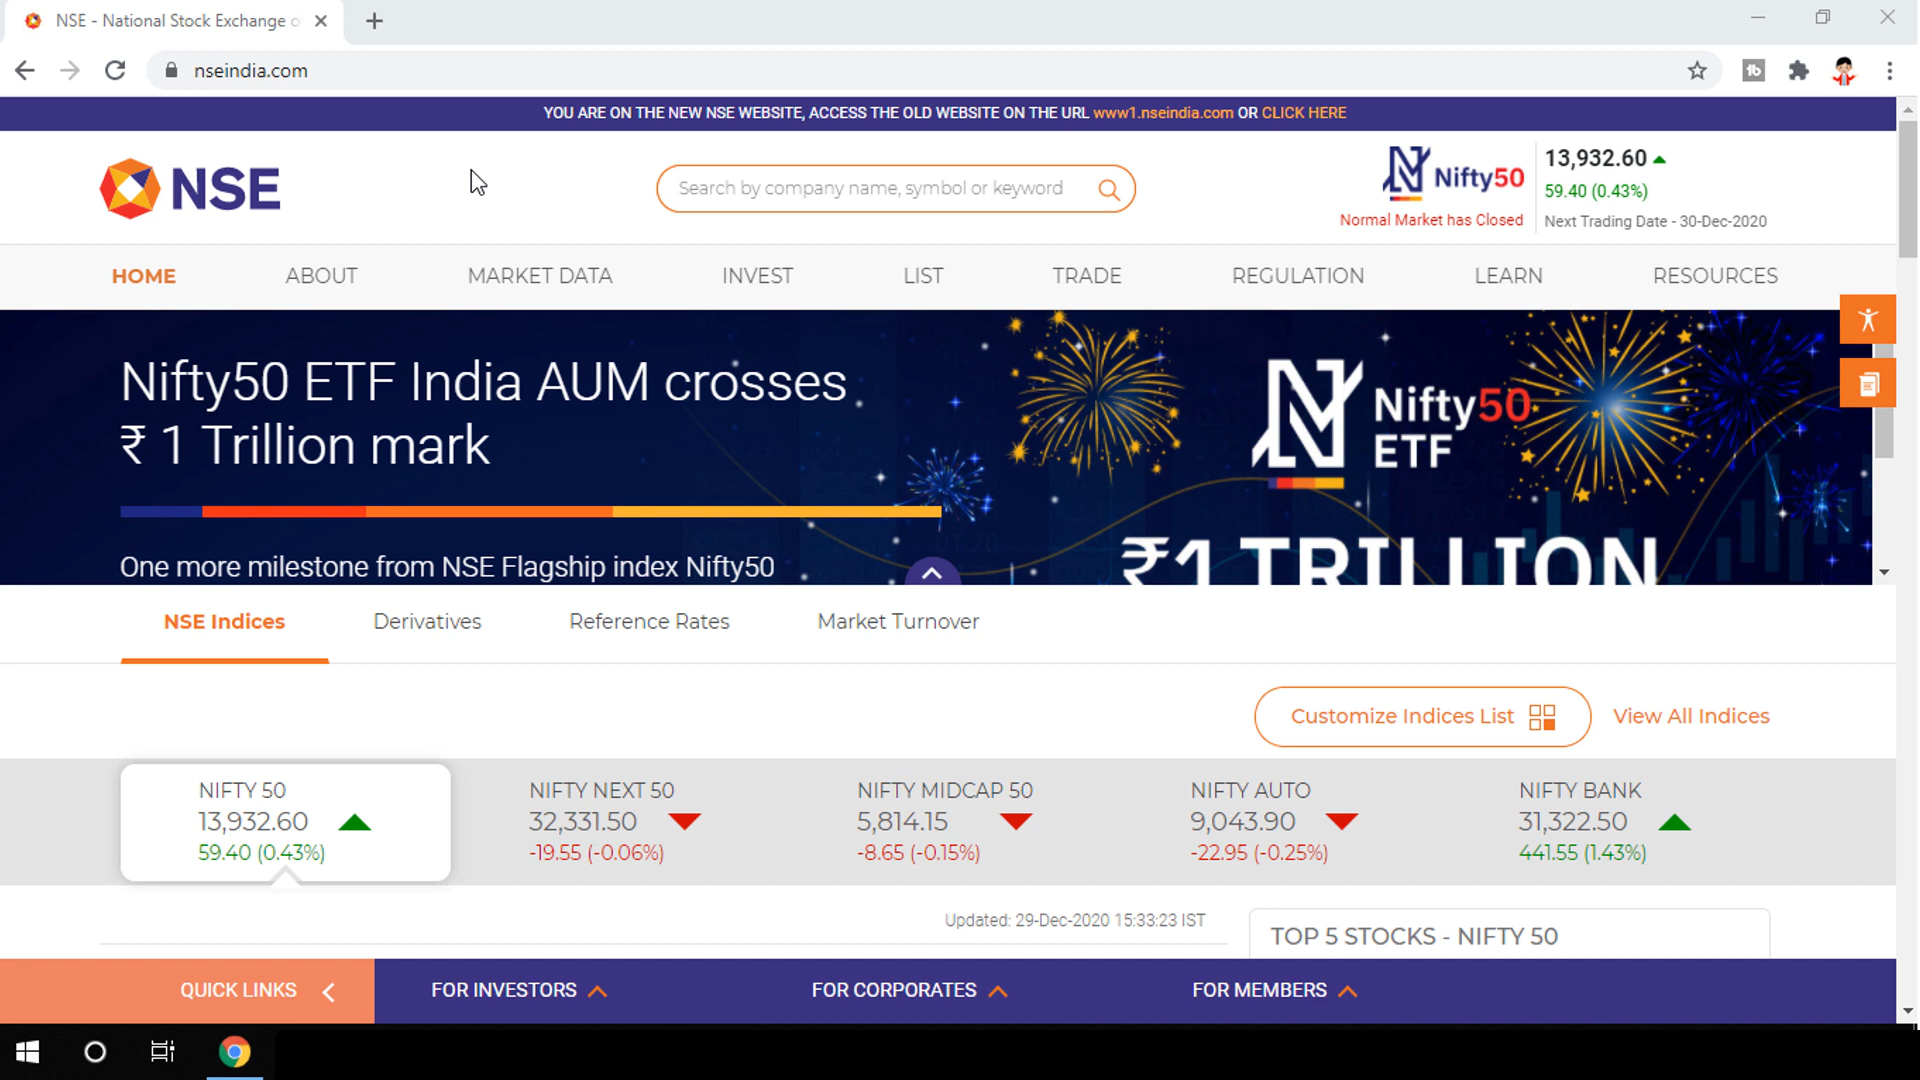 NSE - National Stock Exchange o
nseindia.com
YOU ARE ON THE NEW NSE WEBSITE, ACCESS THE OLD WEBSITE ON THE URL www1.nseindia.com OR CLICK HERE
NSE
Search by company name, symbol or keyword
Nifty50
Normal Market has Closed
13,932.60
59.40 (0.43%)
Next Trading Date - 30-Dec-2020
HOME ABOUT MARKET DATA INVEST LIST TRADE REGULATION LEARN RESOURCES
Nifty50 ETF India AUM crosses
₹ 1 Trillion mark
One more milestone from NSE Flagship index Nifty50
Nifty50
ETF
₹1 TRILLION
NSE Indices Derivatives Reference Rates Market Turnover
Customize Indices List View All Indices
NIFTY 50
13,932.60
59.40 (0.43%)
NIFTY NEXT 50
32,331.50
-19.55 (-0.06%)
NIFTY MIDCAP 50
5,814.15
-8.65 (-0.15%)
NIFTY AUTO
9,043.90
-22.95 (-0.25%)
NIFTY BANK
31,322.50
441.55 (1.43%)
Updated: 29-Dec-2020 15:33:23 IST
TOP 5 STOCKS - NIFTY 50
QUICK LINKS FOR INVESTORS FOR CORPORATES FOR MEMBERS